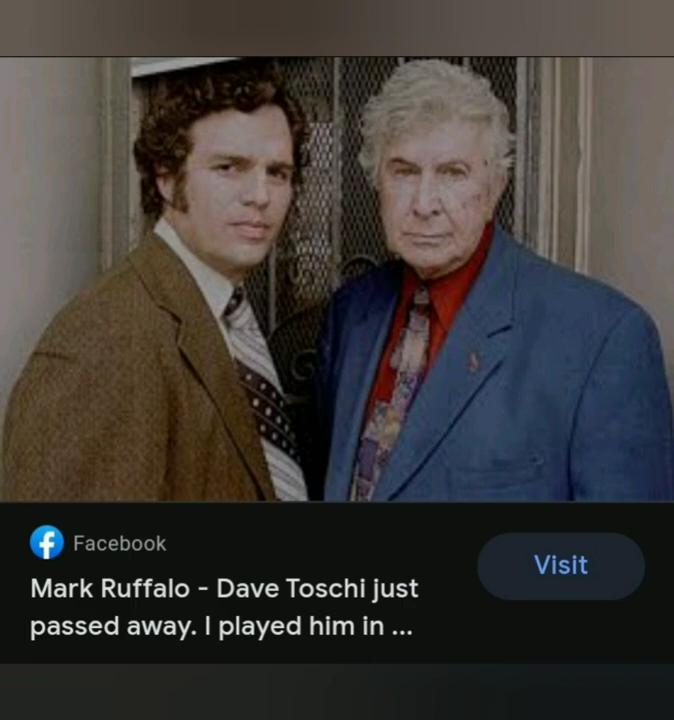 Facebook
Mark Ruffalo - Dave Toschi just
passed away. I played him in ...
Visit